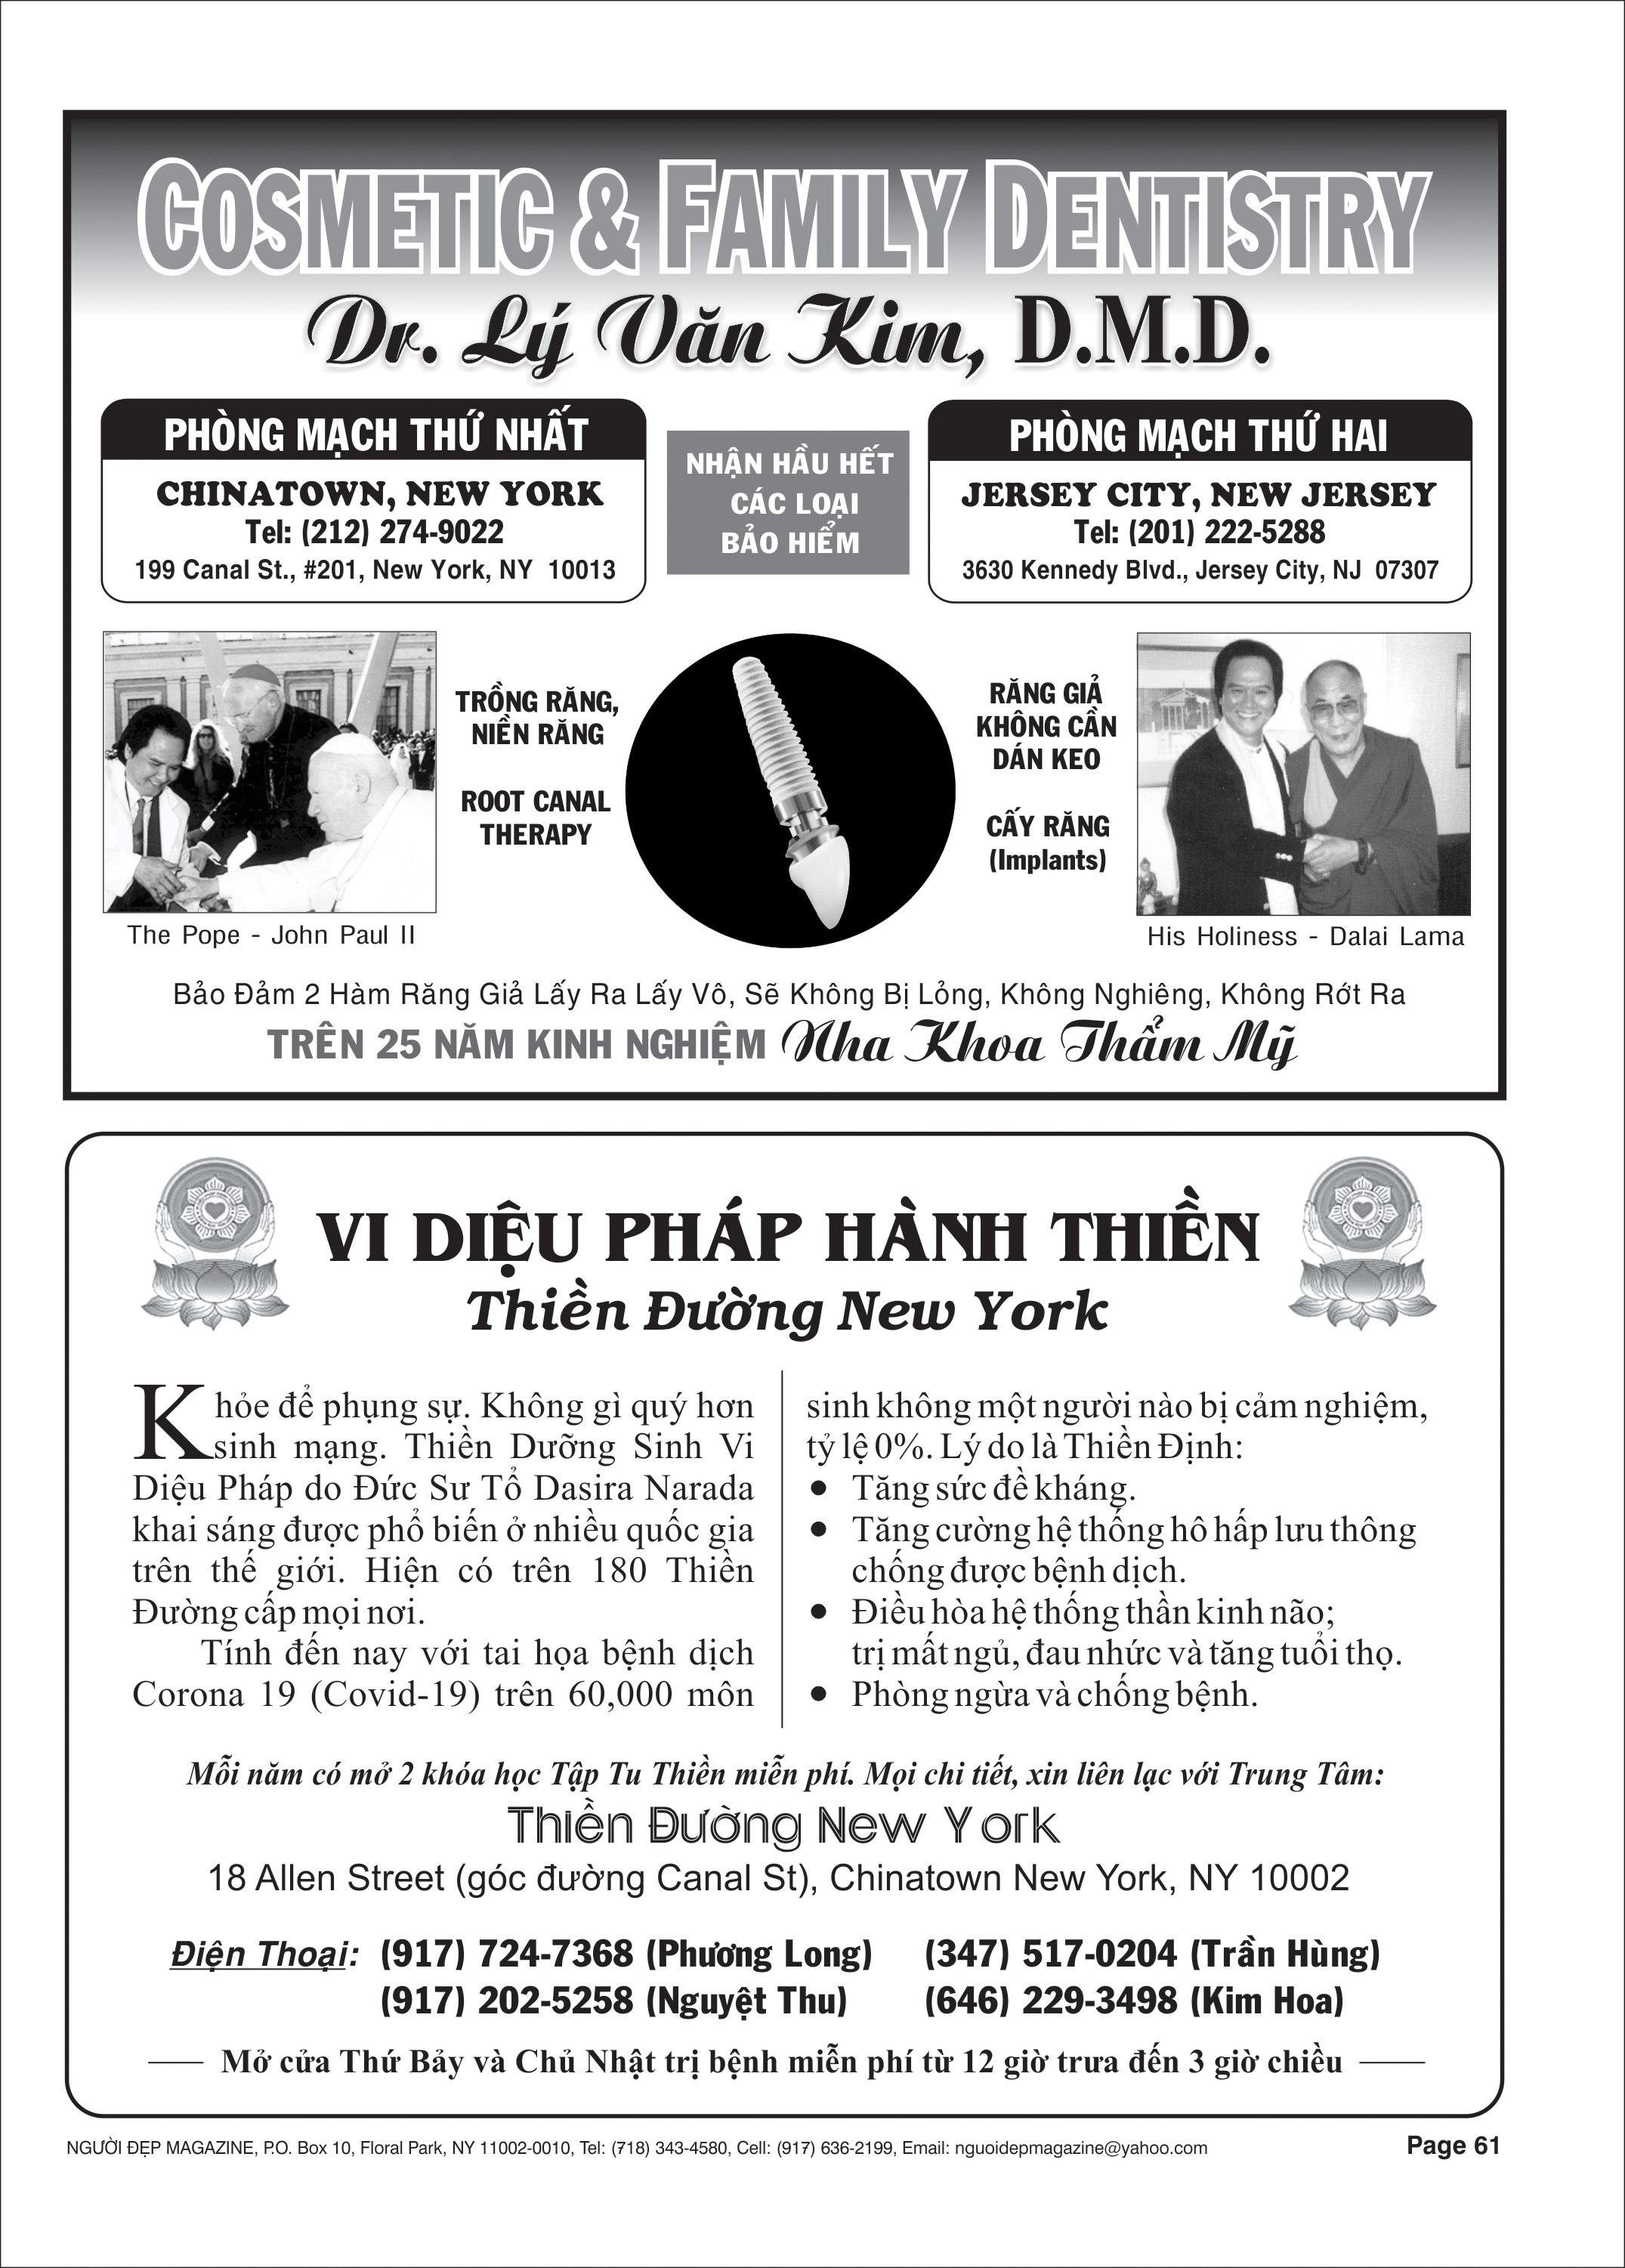 COSMETIC & FAMILY DENTISTRY
Dr. Lý Văn Kim, D.M.D.
PHÒNG MẠCH THỨ NHẤT
CHINATOWN, NEW YORK
Tel: (212) 274-9022
199 Canal St., #201, New York, NY 10013
NHẬN HẦU HẾT
CÁC LOẠI
BẢO HIỂM
PHÒNG MẠCH THỨ HAI
JERSEY CITY, NEW JERSEY
Tel: (201) 222-5288
3630 Kennedy Blvd., Jersey City, NJ 07307
The Pope - John Paul II
TRỒNG RĂNG,
NIỀN RĂNG
ROOT CANAL
THERAPY
RĂNG GIẢ
KHÔNG CẦN
DÁN KEO
CẤY RĂNG
(Implants)
His Holiness - Dalai Lama
Bảo Đảm 2 Hàm Răng Giả Lấy Ra Lấy Vô, Sẽ Không Bị Lỏng, Không Nghiêng, Không Rớt Ra
TRÊN 25 NĂM KINH NGHIỆM Nha Khoa Thẩm Mỹ
VI DIỆU PHÁP HÀNH THIỀN
Thiền Đường New York
Khỏe để phụng sự. Không gì quý hơn
sinh mạng. Thiền Dưỡng Sinh Vi
Diệu Pháp do Đức Sư Tổ Dasira Narada
khai sáng được phổ biến ở nhiều quốc gia
trên thế giới. Hiện có trên 180 Thiền
Đường cấp mọi nơi.
Tính đến nay với tai họa bệnh dịch
Corona 19 (Covid-19) trên 60,000 môn
sinh không một người nào bị cảm nghiệm,
tỷ lệ 0%. Lý do là Thiền Định:
● Tăng sức đề kháng.
● Tăng cường hệ thống hô hấp lưu thông
chống được bệnh dịch.
● Điều hòa hệ thống thần kinh não;
trị mất ngủ, đau nhức và tăng tuổi thọ.
● Phòng ngừa và chống bệnh.
Mỗi năm có mở 2 khóa học Tập Tu Thiền miễn phí. Mọi chi tiết, xin liên lạc với Trung Tâm:
Thiền Đường New York
18 Allen Street (góc đường Canal St), Chinatown New York, NY 10002
Điện Thoại: (917) 724-7368 (Phương Long) (347) 517-0204 (Trần Hùng)
(917) 202-5258 (Nguyệt Thu) (646) 229-3498 (Kim Hoa)
Mở cửa Thứ Bảy và Chủ Nhật trị bệnh miễn phí từ 12 giờ trưa đến 3 giờ chiều
NGƯỜI ĐẸP MAGAZINE, P.O. Box 10, Floral Park, NY 11002-0010, Tel: (718) 343-4580, Cell: (917) 636-2199, Email: nguoidepmagazine@yahoo.com Page 61